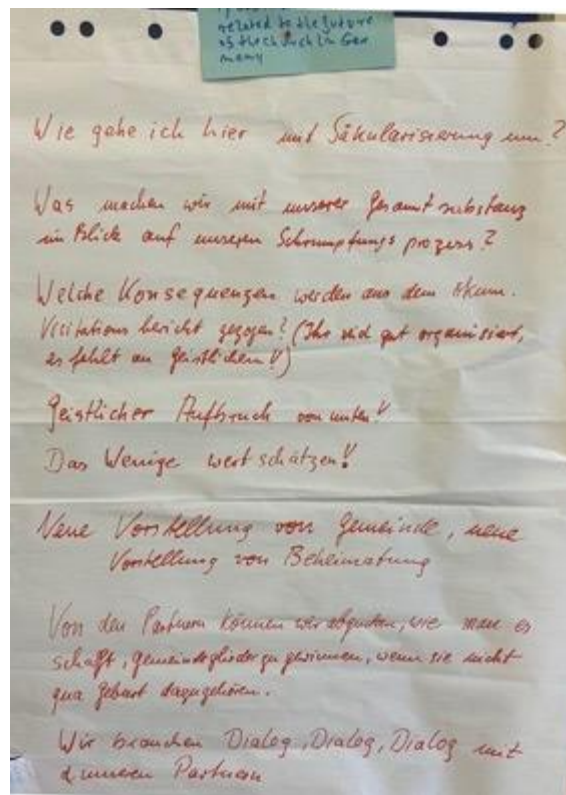 related to the future
of the church in Ger
many
Wie gehe ich hier mit Säkularisierung um?
Was machen wir mit unserer Gesamtsubstanz
im Blick auf unseren Schrumpfungsprozess?
Welche Konsequenzen werden aus dem ökum.
Visitationsbericht gezogen? (Ihr seid gut organisiert,
es fehlt an Geistlichem!)
Geistlicher Aufbruch von unten!
Das Wenige wertschätzen!
Neue Vorstellung von Gemeinde, neue
Vorstellung von Beheimatung
Von den Partnern können wir abgucken, wie man es
schafft, Gemeindeglieder zu gewinnen, wenn sie nicht
qua Geburt dazugehören.
Wir brauchen Dialog, Dialog, Dialog mit
Partnern